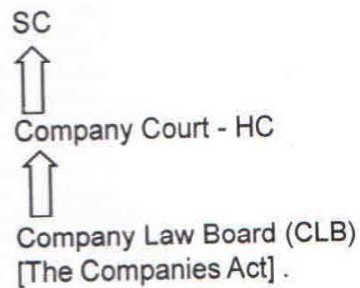 SC
Company Court - HC
Company Law Board (CLB)
[The Companies Act] .